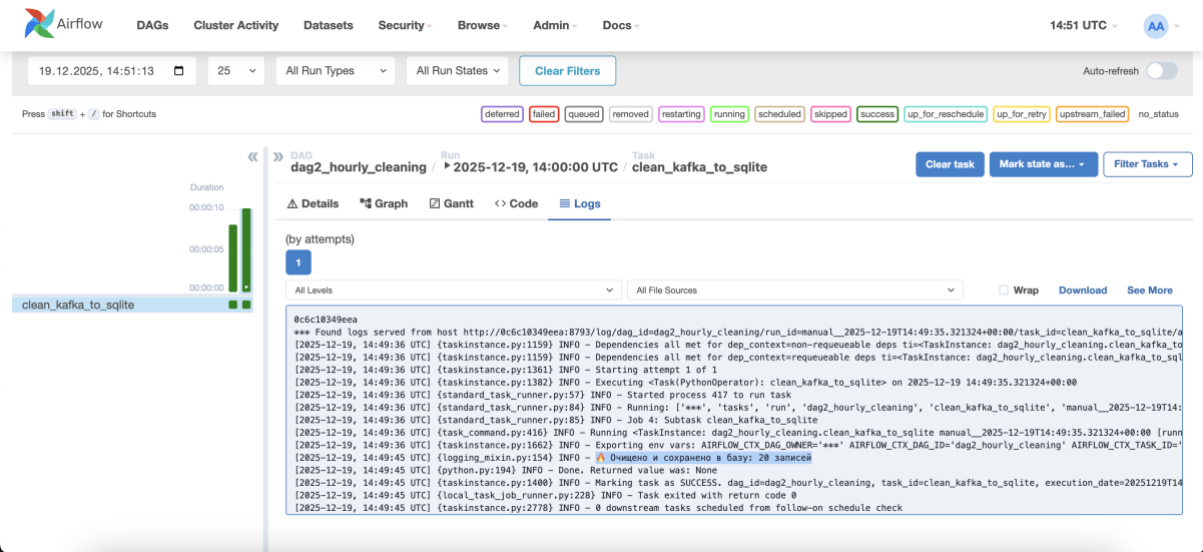 Airflow
DAGs
Cluster Activity
Datasets
Security
Browse
Admin
Docs
14:51 UTC
AA
19.12.2025, 14:51:13
25
All Run Types
All Run States
Clear Filters
Auto-refresh
Press shift + / for Shortcuts
deferred
failed
queued
removed
restarting
running
scheduled
skipped
success
up_for_reschedule
up_for_retry
upstream_failed
no_status
DAG
dag2_hourly_cleaning
/
Run
2025-12-19, 14:00:00 UTC
/
Task
clean_kafka_to_sqlite
Clear task
Mark state as...
Filter Tasks
Duration
00:00:10
00:00:05
00:00:00
clean_kafka_to_sqlite
Details
Graph
Gantt
Code
Logs
(by attempts)
1
All Levels
All File Sources
Wrap
Download
See More
0c6c10349eea
*** Found logs served from host http://0c6c10349eea:8793/log/dag_id=dag2_hourly_cleaning/run_id=manual__2025-12-19T14:49:35.321324+00:00/task_id=clean_kafka_to_sqlite/a
[2025-12-19, 14:49:36 UTC] {taskinstance.py:1159} INFO - Dependencies all met for dep_context=non-requeueable deps ti=<TaskInstance: dag2_hourly_cleaning.clean_kafka_to
[2025-12-19, 14:49:36 UTC] {taskinstance.py:1159} INFO - Dependencies all met for dep_context=requeueable deps ti=<TaskInstance: dag2_hourly_cleaning.clean_kafka_to_sql
[2025-12-19, 14:49:36 UTC] {taskinstance.py:1361} INFO - Starting attempt 1 of 1
[2025-12-19, 14:49:36 UTC] {taskinstance.py:1382} INFO - Executing <Task(PythonOperator): clean_kafka_to_sqlite> on 2025-12-19 14:49:35.321324+00:00
[2025-12-19, 14:49:36 UTC] {standard_task_runner.py:57} INFO - Started process 417 to run task
[2025-12-19, 14:49:36 UTC] {standard_task_runner.py:84} INFO - Running: ['***', 'tasks', 'run', 'dag2_hourly_cleaning', 'clean_kafka_to_sqlite', 'manual__2025-12-19T14:
[2025-12-19, 14:49:36 UTC] {standard_task_runner.py:85} INFO - Job 4: Subtask clean_kafka_to_sqlite
[2025-12-19, 14:49:36 UTC] {task_command.py:416} INFO - Running <TaskInstance: dag2_hourly_cleaning.clean_kafka_to_sqlite manual__2025-12-19T14:49:35.321324+00:00 [runn
[2025-12-19, 14:49:36 UTC] {taskinstance.py:1662} INFO - Exporting env vars: AIRFLOW_CTX_DAG_OWNER='***' AIRFLOW_CTX_DAG_ID='dag2_hourly_cleaning' AIRFLOW_CTX_TASK_ID='
[2025-12-19, 14:49:45 UTC] {logging_mixin.py:154} INFO - 🔥 Очищено и сохранено в базу: 20 записей
[2025-12-19, 14:49:45 UTC] {python.py:194} INFO - Done. Returned value was: None
[2025-12-19, 14:49:45 UTC] {taskinstance.py:1400} INFO - Marking task as SUCCESS. dag_id=dag2_hourly_cleaning, task_id=clean_kafka_to_sqlite, execution_date=20251219T14
[2025-12-19, 14:49:45 UTC] {local_task_job_runner.py:228} INFO - Task exited with return code 0
[2025-12-19, 14:49:45 UTC] {taskinstance.py:2778} INFO - 0 downstream tasks scheduled from follow-on schedule check